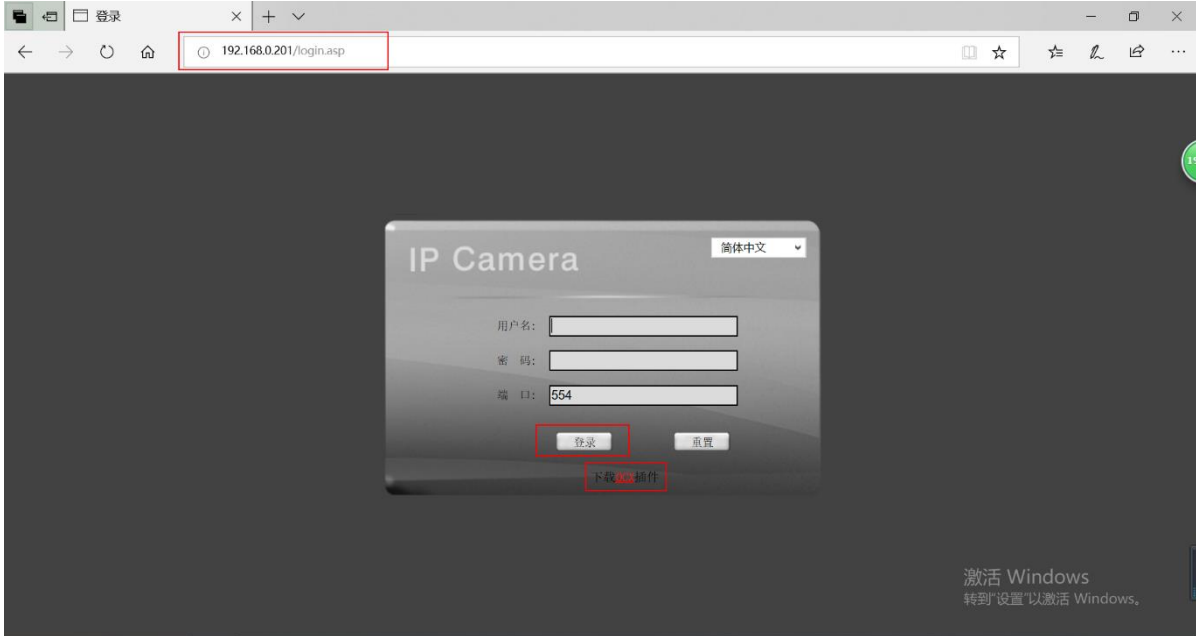 登录
192.168.0.201/login.asp
IP Camera
简体中文
用户名:
密 码:
端 口: 554
登录 重置
下载插件
激活 Windows
转到"设置"以激活 Windows。